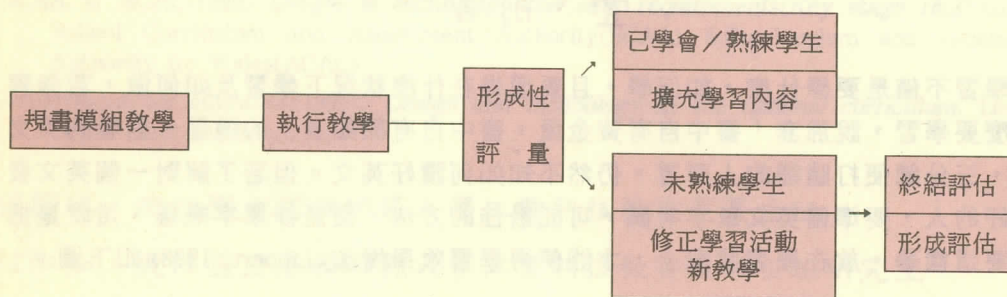 規畫模組教學
執行教學
形成性
評量
已學會／熟練學生
擴充學習內容
未熟練學生
修正學習活動
新教學
終結評估
形成評估